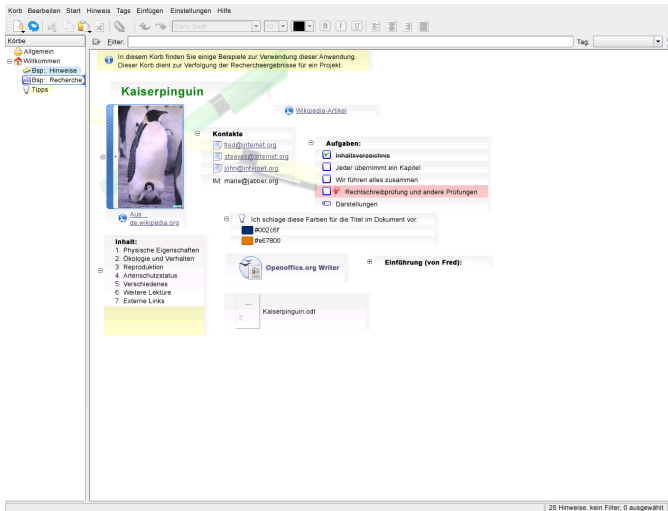 Korb Bearbeiten Start Hinweis Tags Einfügen Einstellungen Hilfe
Sans Serif 10 B I U
Körbe
Filter: Tag:
Allgemein
Willkommen
Bsp.: Hinweise
Bsp.: Recherche
Tipps
In diesem Korb finden Sie einige Beispiele zur Verwendung dieser Anwendung.
Dieser Korb dient zur Verfolgung der Rechercheergebnisse für ein Projekt.
Kaiserpinguin
Wikipedia-Artikel
Kontakte
fred@internet.org
steeves@internet.org
john@internet.org
IM: marie@jabber.org
Aufgaben:
Inhaltsverzeichnis
Jeder übernimmt ein Kapitel
Wir führen alles zusammen
Rechtschreibprüfung und andere Prüfungen
Darstellungen
Aus
de.wikipedia.org
Ich schlage diese Farben für die Titel im Dokument vor:
#002c6f
#e67800
Inhalt:
1. Physische Eigenschaften
2. Ökologie und Verhalten
3. Reproduktion
4. Artenschutzstatus
5. Verschiedenes
6. Weitere Lektüre
7. Externe Links
Openoffice.org Writer
Einführung (von Fred):
Kaiserpinguin.odt
25 Hinweise, kein Filter, 0 ausgewählt